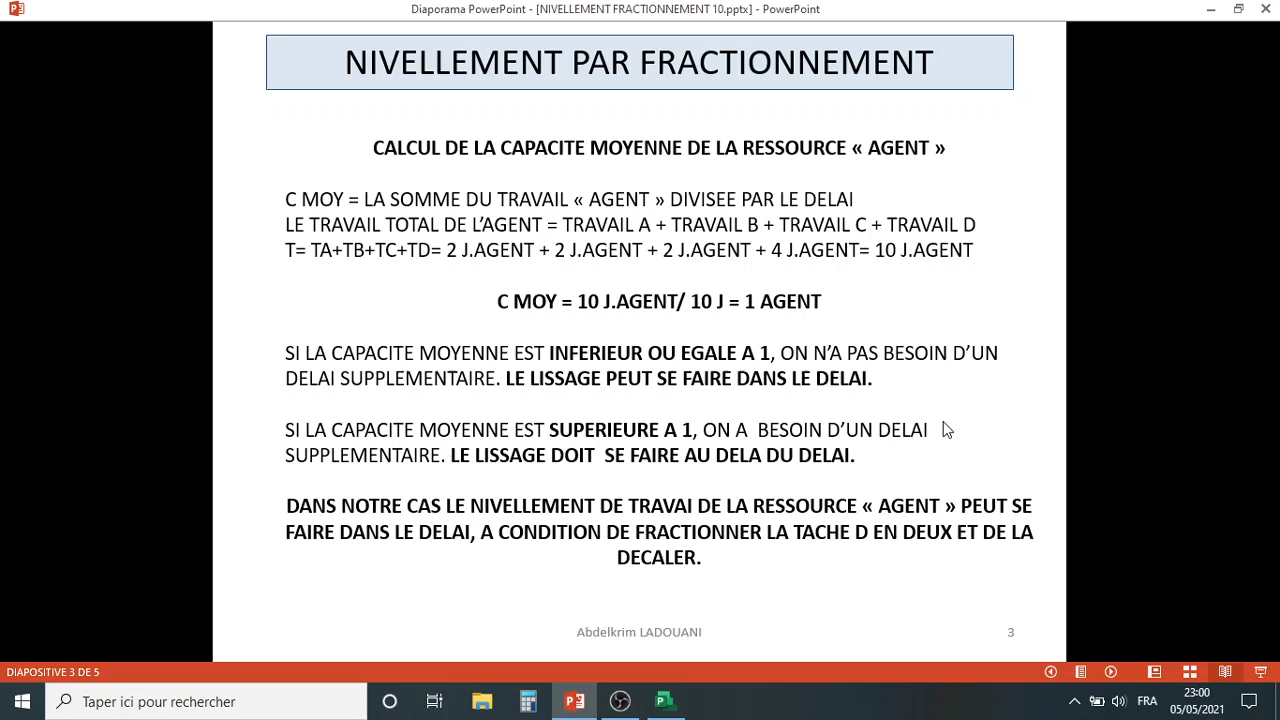 Diaporama PowerPoint - [NIVELLEMENT FRACTIONNEMENT 10.pptx] - PowerPoint
NIVELLEMENT PAR FRACTIONNEMENT
CALCUL DE LA CAPACITE MOYENNE DE LA RESSOURCE « AGENT »
C MOY = LA SOMME DU TRAVAIL « AGENT » DIVISEE PAR LE DELAI
LE TRAVAIL TOTAL DE L’AGENT = TRAVAIL A + TRAVAIL B + TRAVAIL C + TRAVAIL D
T= TA+TB+TC+TD= 2 J.AGENT + 2 J.AGENT + 2 J.AGENT + 4 J.AGENT= 10 J.AGENT
C MOY = 10 J.AGENT/ 10 J = 1 AGENT
SI LA CAPACITE MOYENNE EST INFERIEUR OU EGALE A 1, ON N’A PAS BESOIN D’UN
DELAI SUPPLEMENTAIRE. LE LISSAGE PEUT SE FAIRE DANS LE DELAI.
SI LA CAPACITE MOYENNE EST SUPERIEURE A 1, ON A BESOIN D’UN DELAI
SUPPLEMENTAIRE. LE LISSAGE DOIT SE FAIRE AU DELA DU DELAI.
DANS NOTRE CAS LE NIVELLEMENT DE TRAVAI DE LA RESSOURCE « AGENT » PEUT SE
FAIRE DANS LE DELAI, A CONDITION DE FRACTIONNER LA TACHE D EN DEUX ET DE LA
DECALER.
Abdelkrim LADOUANI
3
DIAPOSITIVE 3 DE 5
Taper ici pour rechercher
FRA
23:00
05/05/2021